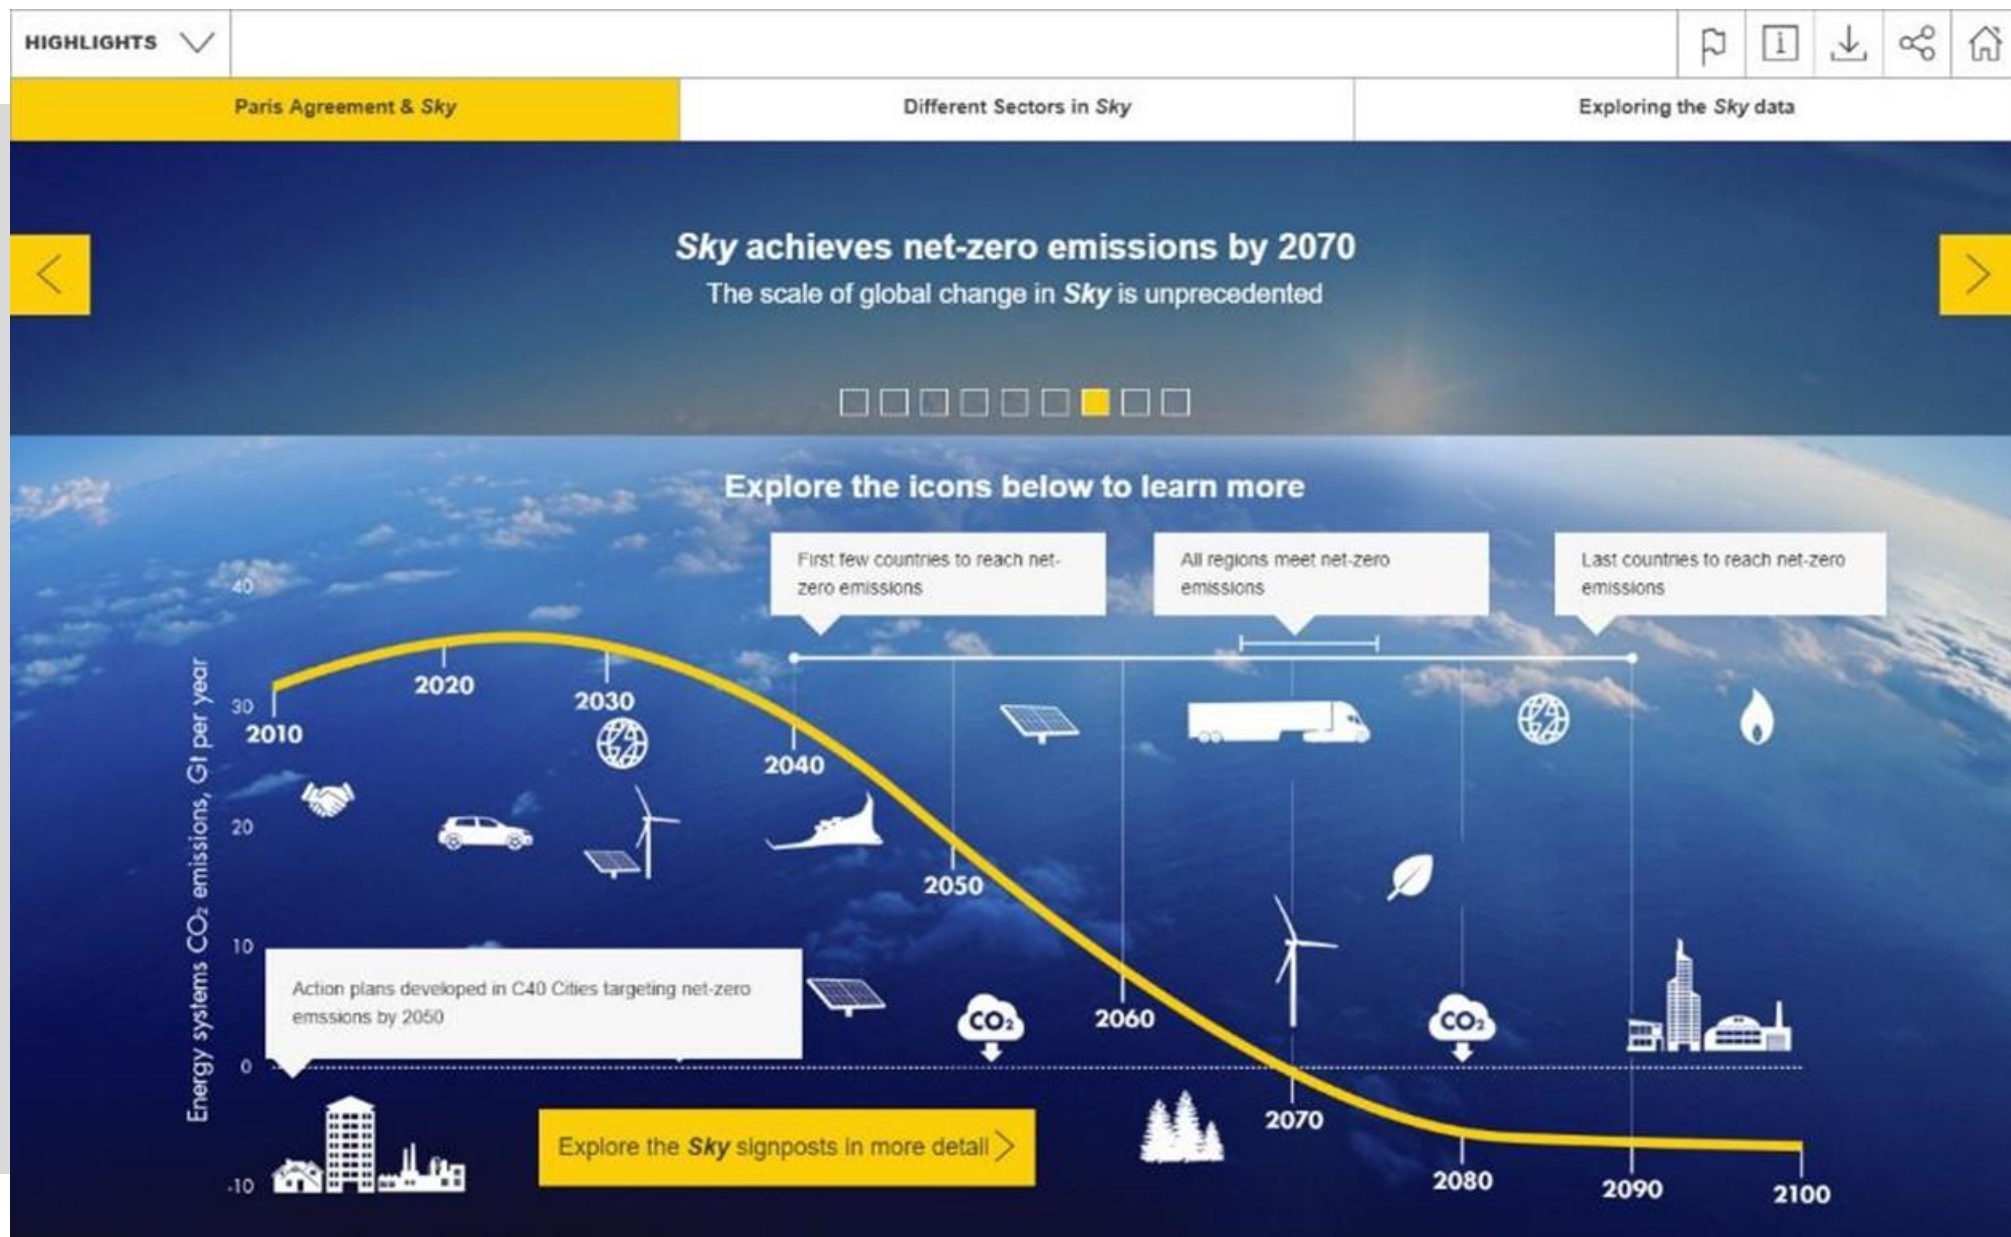 HIGHLIGHTS
Paris Agreement & Sky
Different Sectors in Sky
Exploring the Sky data
Sky achieves net-zero emissions by 2070
The scale of global change in Sky is unprecedented
Explore the icons below to learn more
First few countries to reach net-
zero emissions
All regions meet net-zero
emissions
Last countries to reach net-zero
emissions
Energy systems CO₂ emissions, Gt per year
40
30
20
10
0
-10
2010
2020
2030
2040
2050
2060
2070
2080
2090
2100
CO₂
CO₂
Action plans developed in C40 Cities targeting net-zero
emssions by 2050
Explore the Sky signposts in more detail